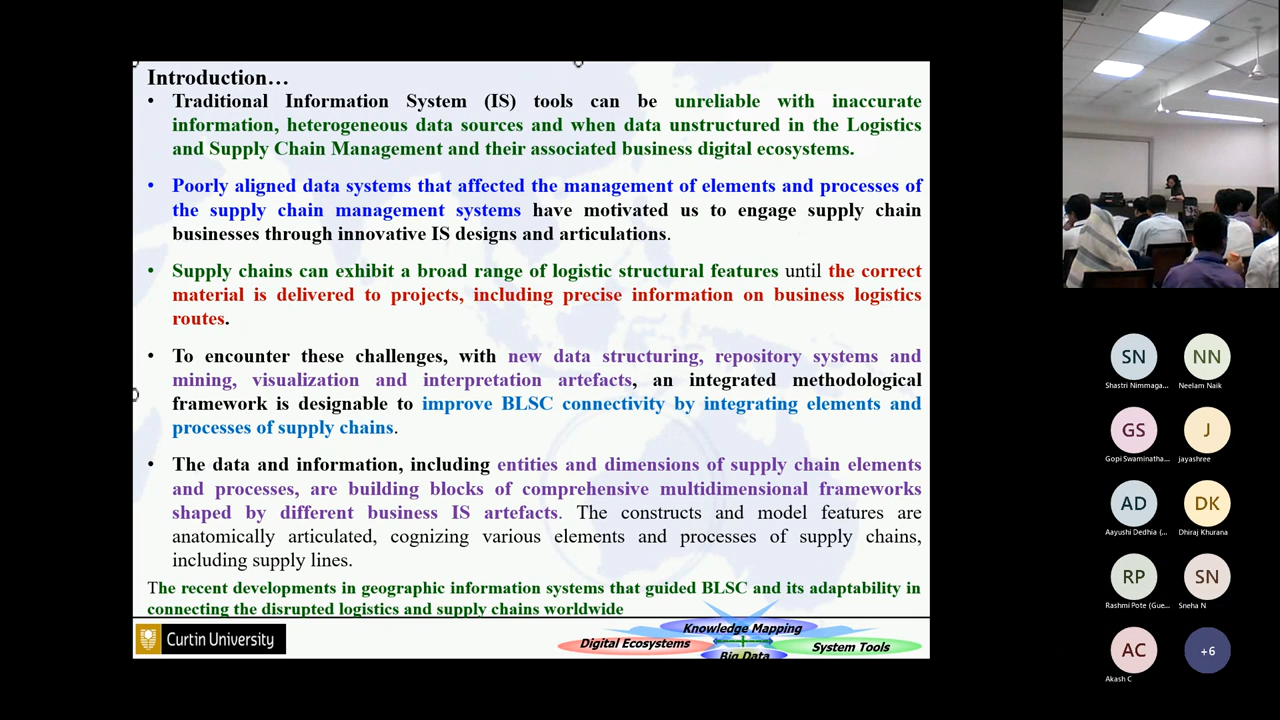 Introduction…
• Traditional Information System (IS) tools can be unreliable with inaccurate
information, heterogeneous data sources and when data unstructured in the Logistics
and Supply Chain Management and their associated business digital ecosystems.
• Poorly aligned data systems that affected the management of elements and processes of
the supply chain management systems have motivated us to engage supply chain
businesses through innovative IS designs and articulations.
• Supply chains can exhibit a broad range of logistic structural features until the correct
material is delivered to projects, including precise information on business logistics
routes.
• To encounter these challenges, with new data structuring, repository systems and
mining, visualization and interpretation artefacts, an integrated methodological
framework is designable to improve BLSC connectivity by integrating elements and
processes of supply chains.
• The data and information, including entities and dimensions of supply chain elements
and processes, are building blocks of comprehensive multidimensional frameworks
shaped by different business IS artefacts. The constructs and model features are
anatomically articulated, cognizing various elements and processes of supply chains,
including supply lines.
The recent developments in geographic information systems that guided BLSC and its adaptability in
connecting the disrupted logistics and supply chains worldwide
Curtin University
Knowledge Mapping
Digital Ecosystems
System Tools
Big Data
SN
NN
Shastri Nimmaga...
Neelam Naik
GS
J
Gopi Swaminatha...
jayashree
AD
DK
Aayushi Dedhia (...
Dhiraj Khurana
RP
SN
Rashmi Pote (Gue...
Sneha N
AC
+6
Akash C